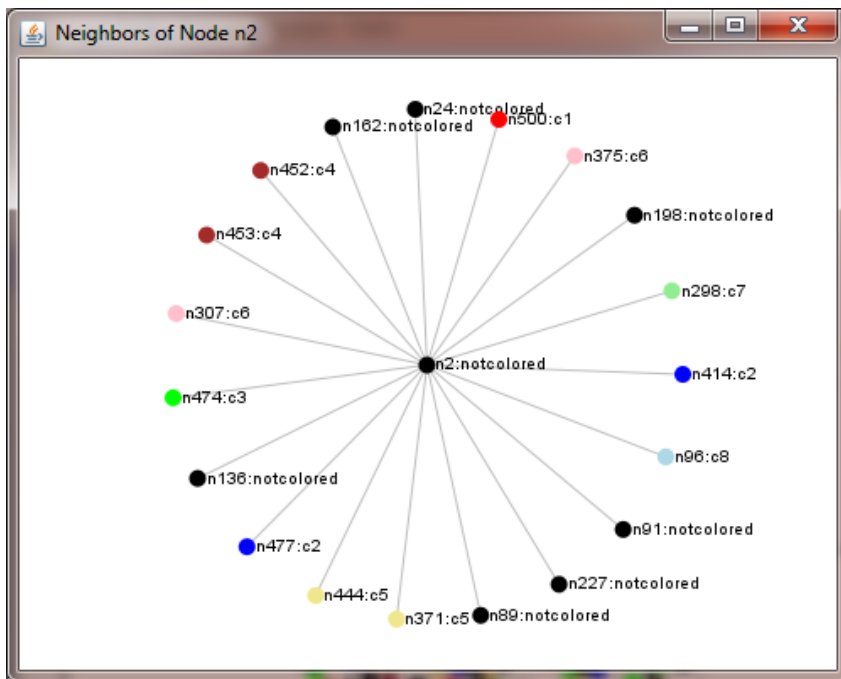 Neighbors of Node n2
n24:notcolored
n500:c1
n162:notcolored
n375:c6
n452:c4
n198:notcolored
n453:c4
n298:c7
n307:c6
n2:notcolored
n414:c2
n474:c3
n96:c8
n136:notcolored
n91:notcolored
n477:c2
n227:notcolored
n444:c5
n371:c5
n89:notcolored